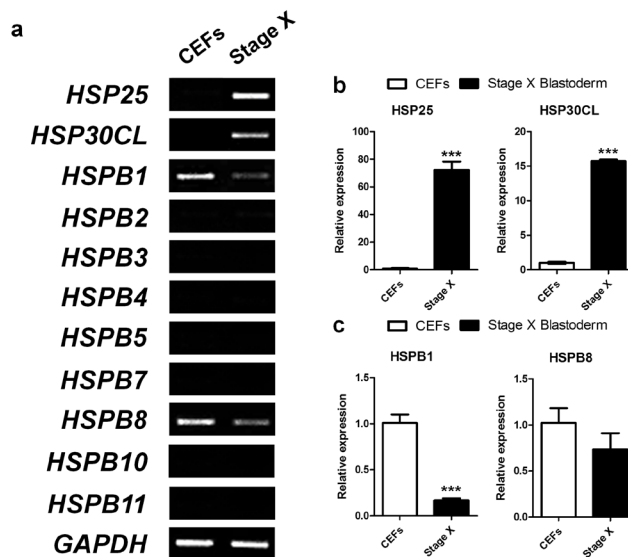 a
CEFs Stage X
HSP25
HSP30CL
HSPB1
HSPB2
HSPB3
HSPB4
HSPB5
HSPB7
HSPB8
HSPB10
HSPB11
GAPDH
b
CEFs Stage X Blastoderm
HSP25
Relative expression
100
80
60
40
20
0
***
CEFs
Stage X
HSP30CL
Relative expression
20
15
10
5
0
***
CEFs
Stage X
c
CEFs Stage X Blastoderm
HSPB1
Relative expression
1.5
1.0
0.5
0.0
***
CEFs
Stage X
HSPB8
Relative expression
1.5
1.0
0.5
0.0
CEFs
Stage X